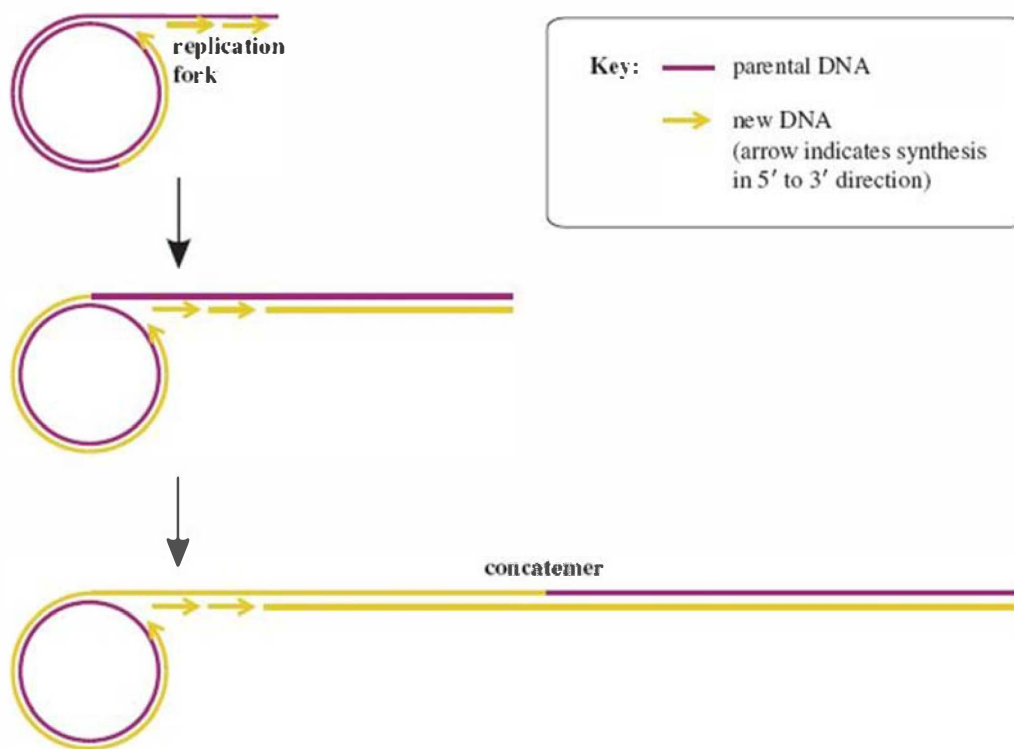 replication
fork
Key:
parental DNA
new DNA
(arrow indicates synthesis
in 5′ to 3′ direction)
concatemer